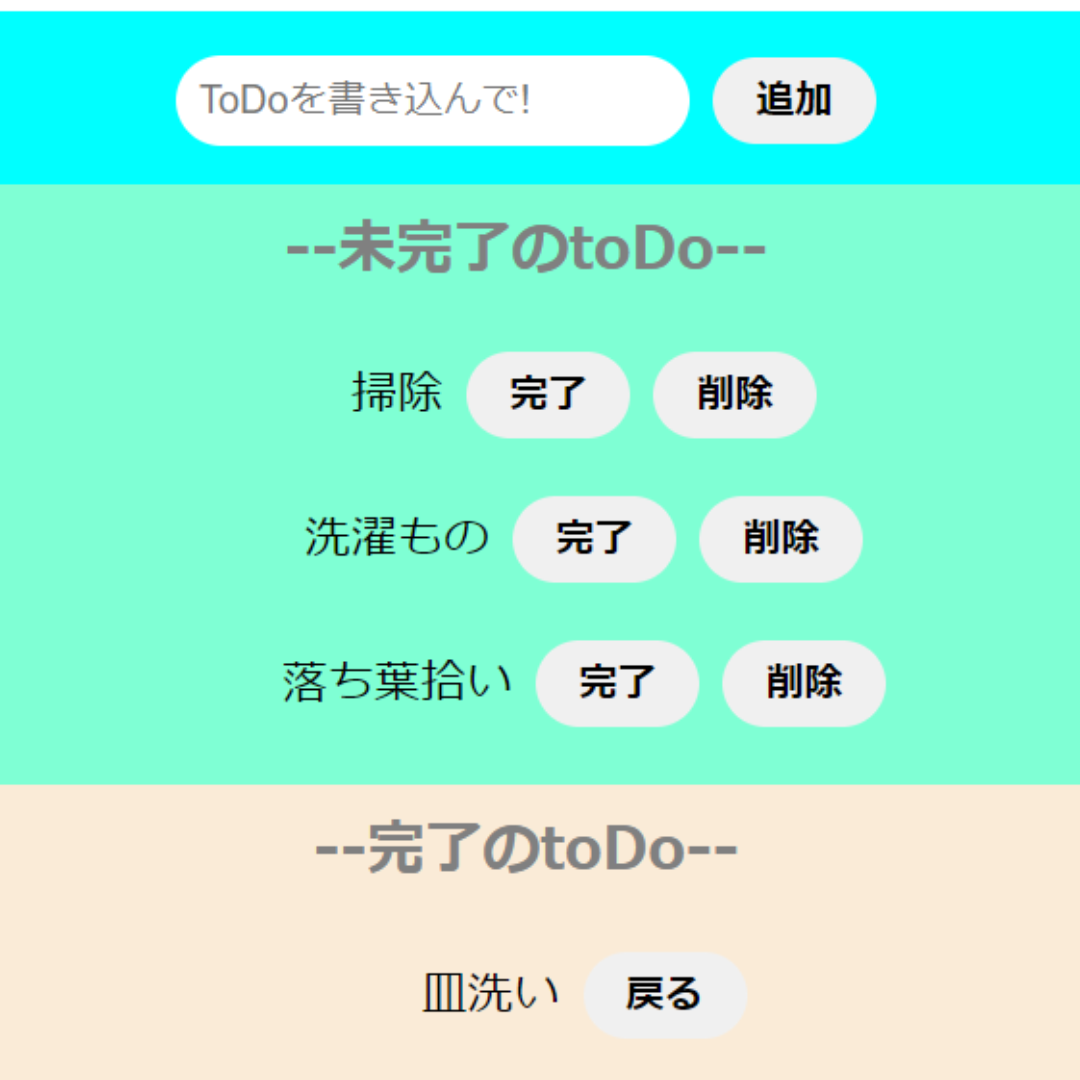 ToDoを書き込んで! 追加
--未完了のtoDo--
掃除 完了 削除
洗濯もの 完了 削除
落ち葉拾い 完了 削除
--完了のtoDo--
皿洗い 戻る